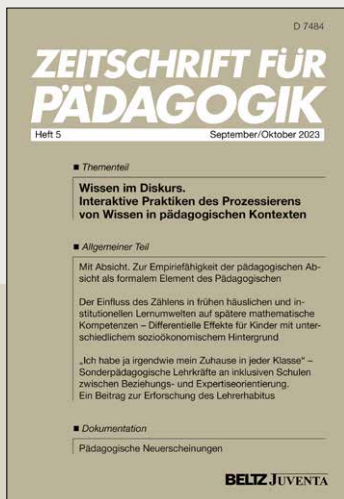 D 7484
ZEITSCHRIFT FÜR
PÄDAGOGIK
Heft 5 September/Oktober 2023
■ Thementeil
Wissen im Diskurs.
Interaktive Praktiken des Prozessierens
von Wissen in pädagogischen Kontexten
■ Allgemeiner Teil
Mit Absicht. Zur Empiriefähigkeit der pädagogischen Ab-
sicht als formalem Element des Pädagogischen
Der Einfluss des Zählens in frühen häuslichen und in-
stitutionellen Lernumwelten auf spätere mathematische
Kompetenzen – Differentielle Effekte für Kinder mit unter-
schiedlichem sozioökonomischem Hintergrund
„Ich habe ja irgendwie mein Zuhause in jeder Klasse“ –
Sonderpädagogische Lehrkräfte an inklusiven Schulen
zwischen Beziehungs- und Expertiseorientierung.
Ein Beitrag zur Erforschung des Lehrerhabitus
■ Dokumentation
Pädagogische Neuerscheinungen
BELTZ JUVENTA